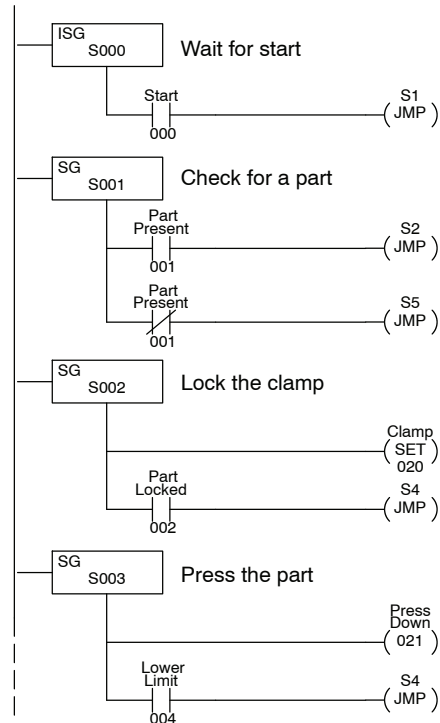 ISG
S000
Wait for start
Start
000
S1
JMP
SG
S001
Check for a part
Part
Present
001
S2
JMP
Part
Present
001
S5
JMP
SG
S002
Lock the clamp
Clamp
SET
020
Part
Locked
002
S4
JMP
SG
S003
Press the part
Press
Down
021
Lower
Limit
004
S4
JMP